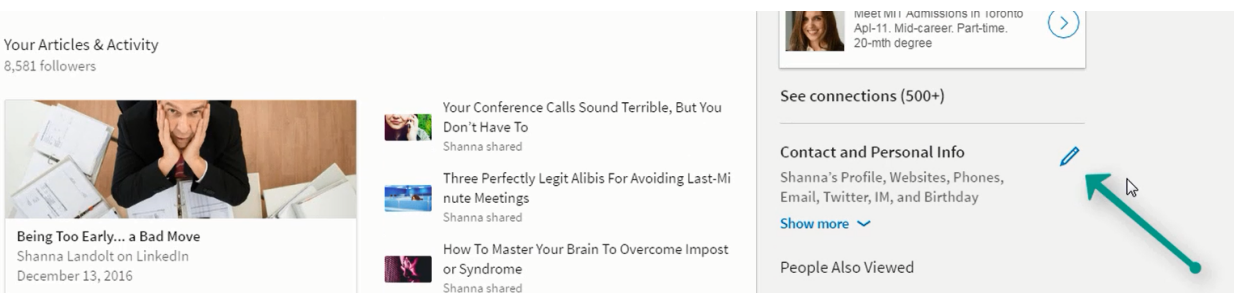 Your Articles & Activity
8,581 followers
Being Too Early... a Bad Move
Shanna Landolt on LinkedIn
December 13, 2016
Your Conference Calls Sound Terrible, But You
Don't Have To
Shanna shared
Three Perfectly Legit Alibis For Avoiding Last-Mi
nute Meetings
Shanna shared
How To Master Your Brain To Overcome Impost
or Syndrome
Shanna shared
Meet MIT Admissions in Toronto
Apl-11. Mid-career. Part-time.
20-mth degree
See connections (500+)
Contact and Personal Info
Shanna's Profile, Websites, Phones,
Email, Twitter, IM, and Birthday
Show more
People Also Viewed